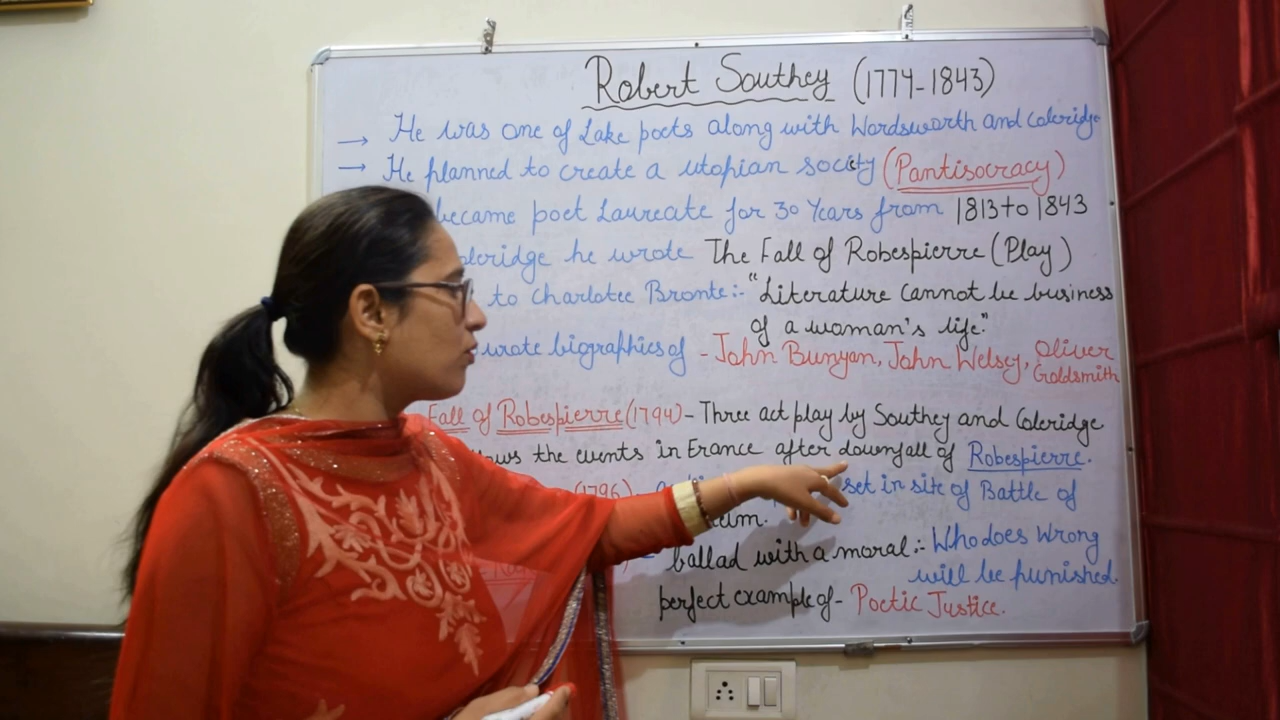 Robert Southey (1774-1843)
→ He was one of Lake poets along with Wordsworth and Coleridge
→ He planned to create a utopian society (Pantisocracy)
became poet Laureate for 30 Years from 1813 to 1843
Coleridge he wrote The Fall of Robespierre (Play)
to Charlotee Bronte:- "Literature cannot be business
of a woman's life."
wrote biographies of - John Bunyan, John Welsey, Oliver
Goldsmith
Fall of Robespierre (1794) - Three act play by Southey and Coleridge
the events in France after downfall of Robespierre.
(1796). set in site of Battle of
ballad with a moral :- Who does wrong
will be punished.
perfect example of - Poetic Justice.